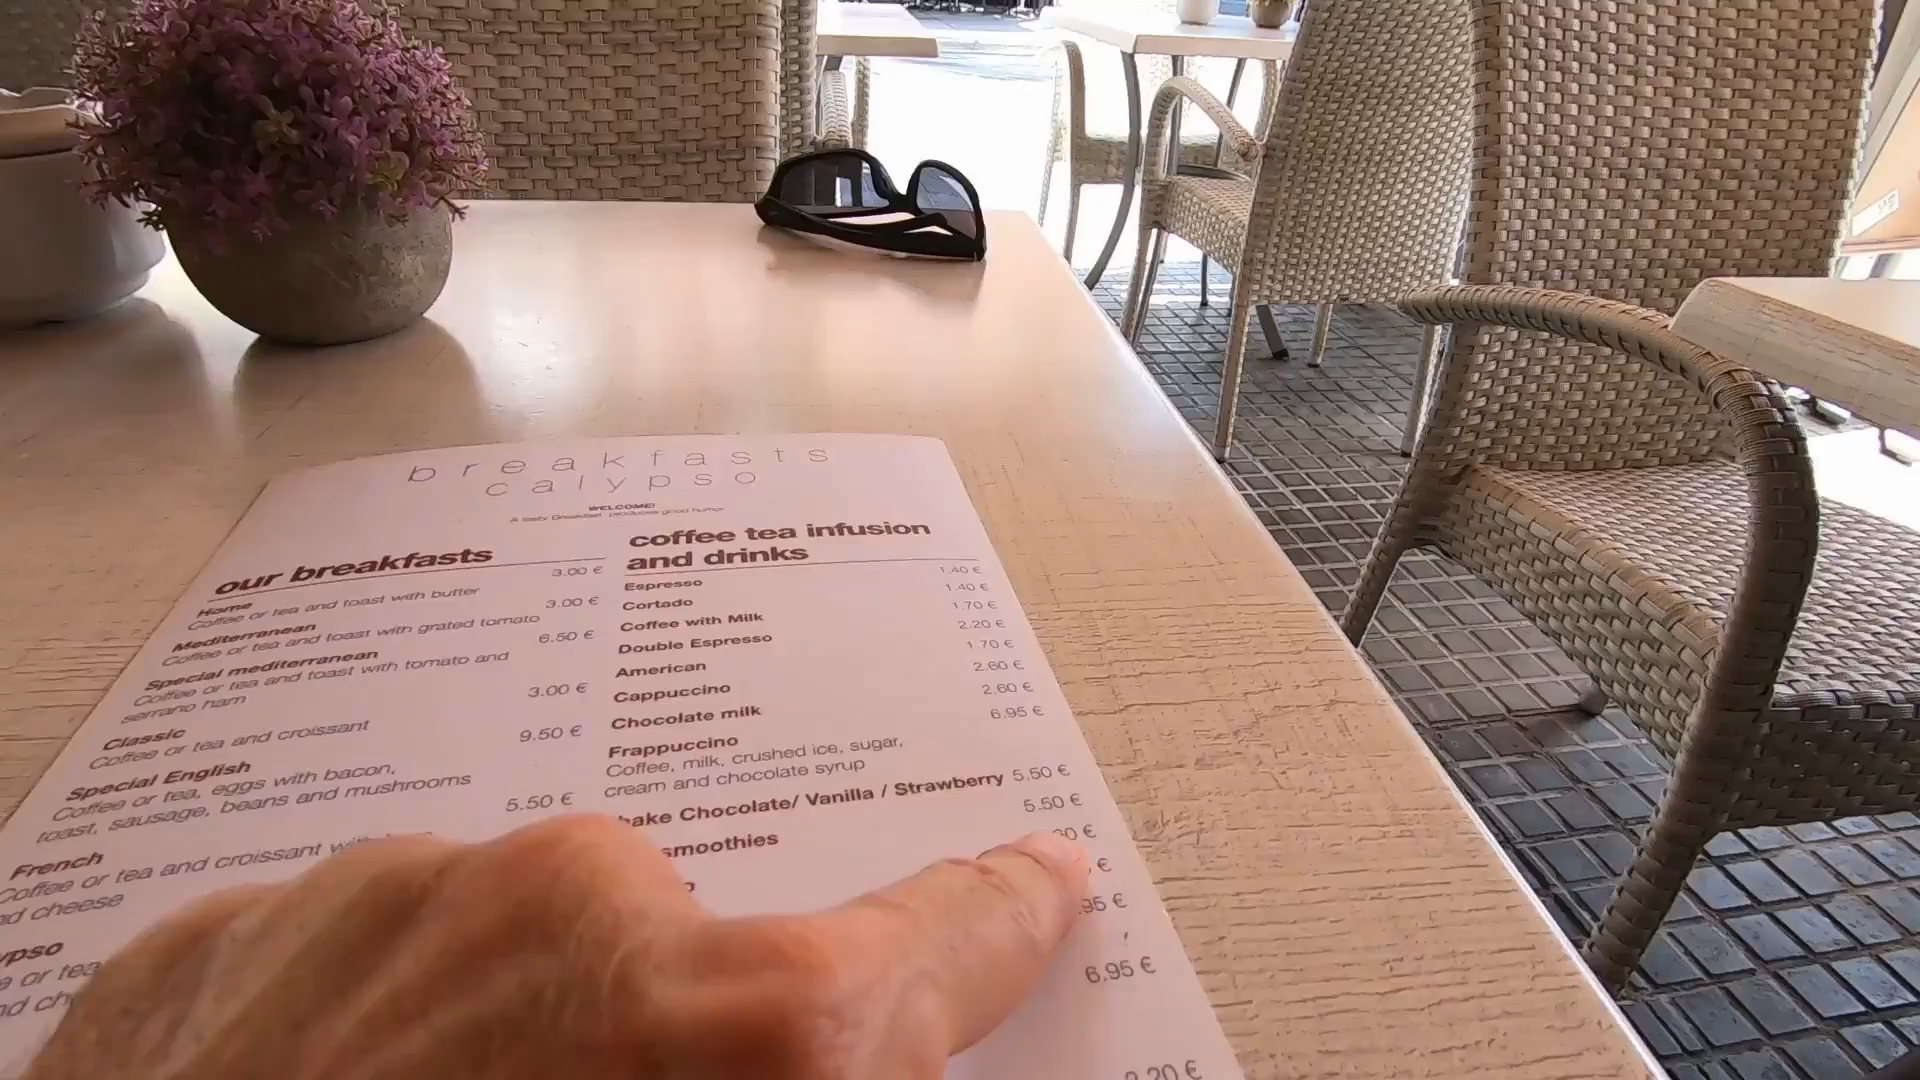 breakfasts
calypso
WELCOME!
A tasty Breakfast produces good humor
our breakfasts
Home 3.00 €
Coffee or tea and toast with butter
Mediterranean 3.00 €
Coffee or tea and toast with grated tomato
Special mediterranean 6.50 €
Coffee or tea and toast with tomato and
serrano ham
Classic 3.00 €
Coffee or tea and croissant
Special English 9.50 €
Coffee or tea, eggs with bacon,
toast, sausage, beans and mushrooms
French 5.50 €
Coffee or tea and croissant
and cheese
coffee tea infusion
and drinks
Espresso 1.40 €
Cortado 1.40 €
Coffee with Milk 1.70 €
Double Espresso 2.20 €
American 1.70 €
Cappuccino 2.60 €
Chocolate milk 2.60 €
Frappuccino 6.95 €
Coffee, milk, crushed ice, sugar,
cream and chocolate syrup
Chocolate/ Vanilla / Strawberry 5.50 €
smoothies 5.50 €
€
€
€
6.95 €
€